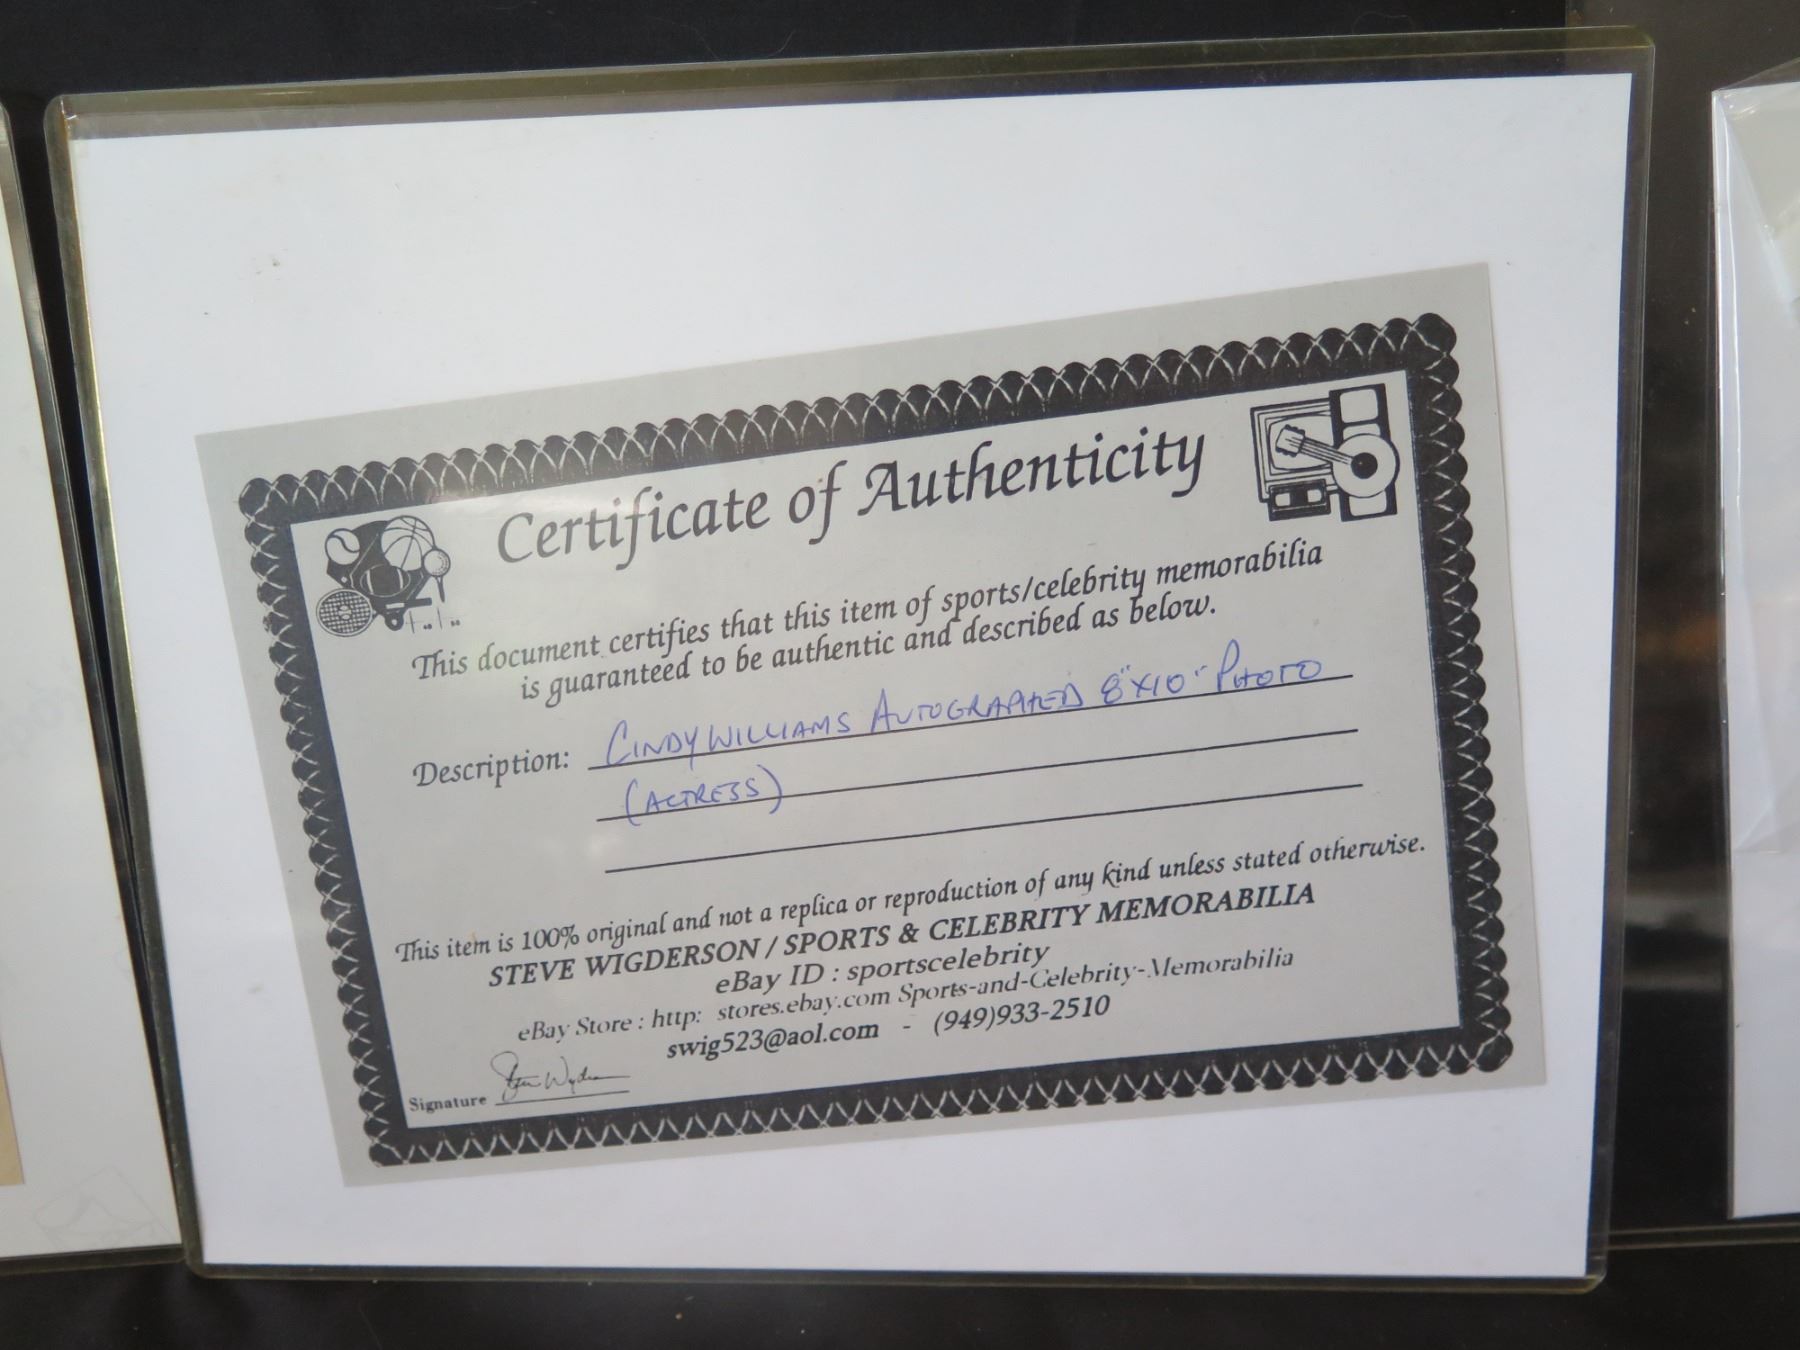 Certificate of Authenticity
This document certifies that this item of sports/celebrity memorabilia
is guaranteed to be authentic and described as below.
Description: CINDY WILLIAMS AUTOGRAPHED 8"X10" PHOTO
(ACTRESS)
This item is 100% original and not a replica or reproduction of any kind unless stated otherwise.
STEVE WIGDERSON / SPORTS & CELEBRITY MEMORABILIA
eBay ID : sportscelebrity
eBay Store : http: stores.ebay.com Sports-and-Celebrity-Memorabilia
swig523@aol.com - (949)933-2510
Signature